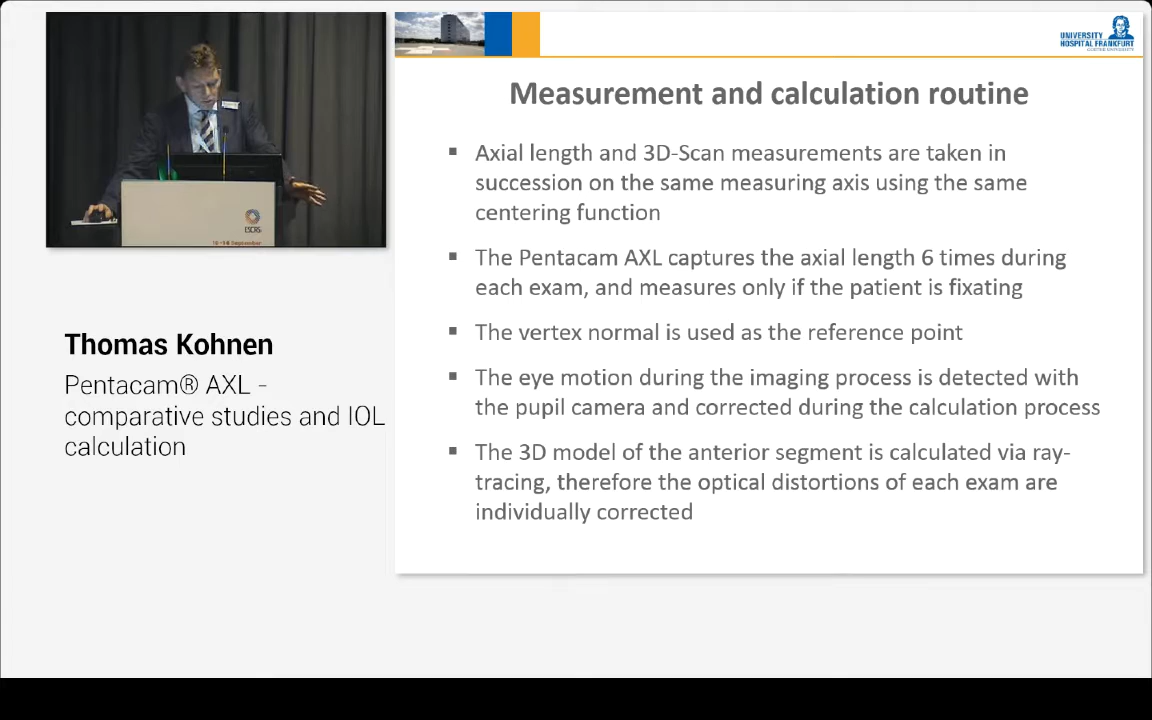 UNIVERSITY
HOSPITAL FRANKFURT
GOETHE-UNIVERSITÄT
Measurement and calculation routine
▪ Axial length and 3D-Scan measurements are taken in
succession on the same measuring axis using the same
centering function
▪ The Pentacam AXL captures the axial length 6 times during
each exam, and measures only if the patient is fixating
▪ The vertex normal is used as the reference point
▪ The eye motion during the imaging process is detected with
the pupil camera and corrected during the calculation process
▪ The 3D model of the anterior segment is calculated via ray-
tracing, therefore the optical distortions of each exam are
individually corrected
ESCRS
Thomas Kohnen
Pentacam® AXL -
comparative studies and IOL
calculation